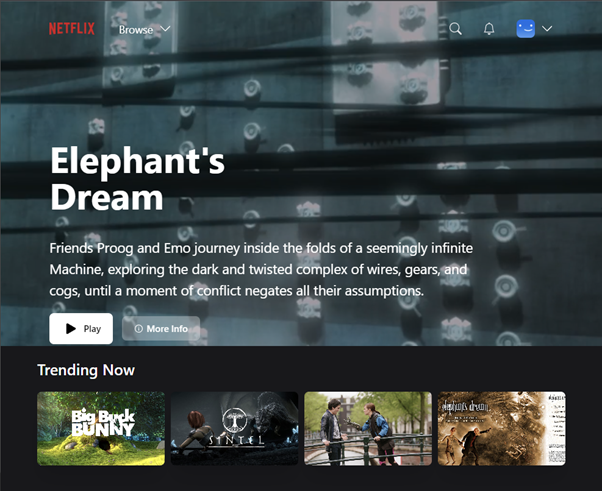 NETFLIX
Browse
Elephant's
Dream
Friends Proog and Emo journey inside the folds of a seemingly infinite
Machine, exploring the dark and twisted complex of wires, gears, and
cogs, until a moment of conflict negates all their assumptions.
Play
More Info
Trending Now
Big Buck
BUNNY
SINTEL
elephants dream